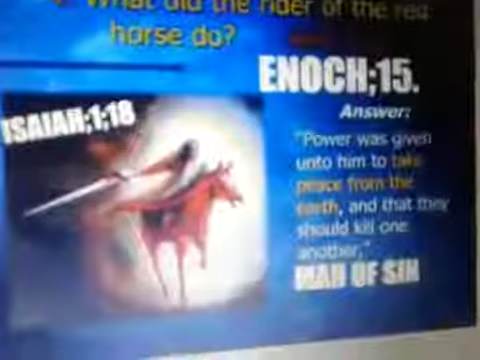 What did the rider of the red
horse do?
ENOCH;15.
ISAIAH;1;18
Answer:
"Power was given
unto him to take
peace from the
earth, and that they
should kill one
another."
MAN OF SIN